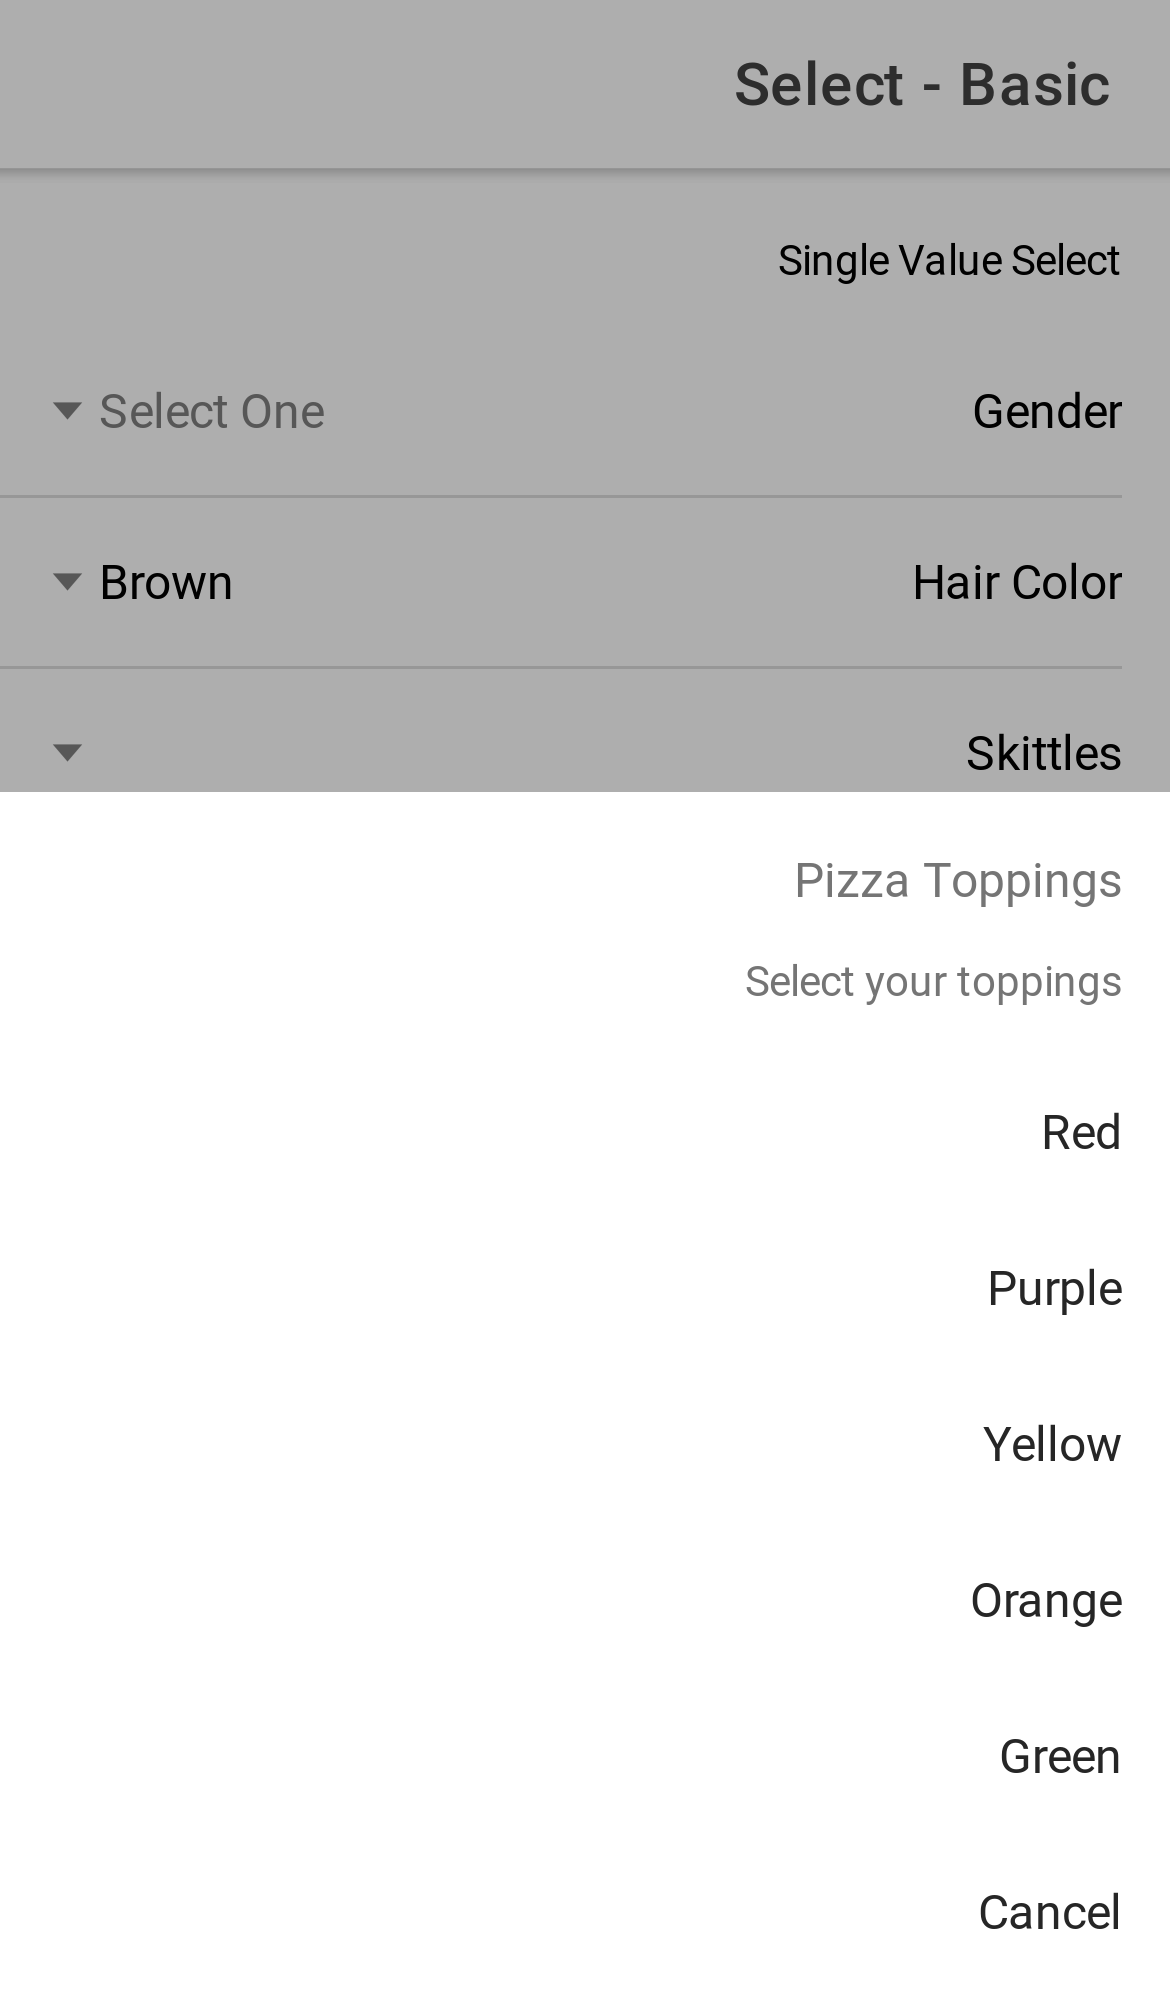 Select - Basic
Single Value Select
Gender
Select One
Hair Color
Brown
Skittles
Pizza Toppings
Select your toppings
Red
Purple
Yellow
Orange
Green
Cancel